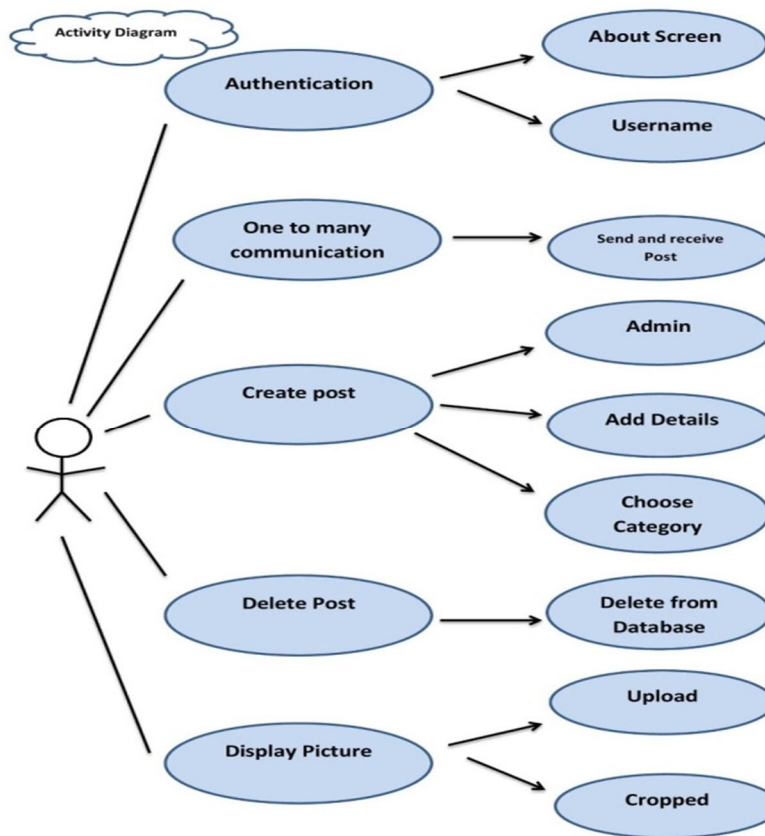 Activity Diagram
Authentication
About Screen
Username
One to many
communication
Send and receive
Post
Create post
Admin
Add Details
Choose
Category
Delete Post
Delete from
Database
Display Picture
Upload
Cropped